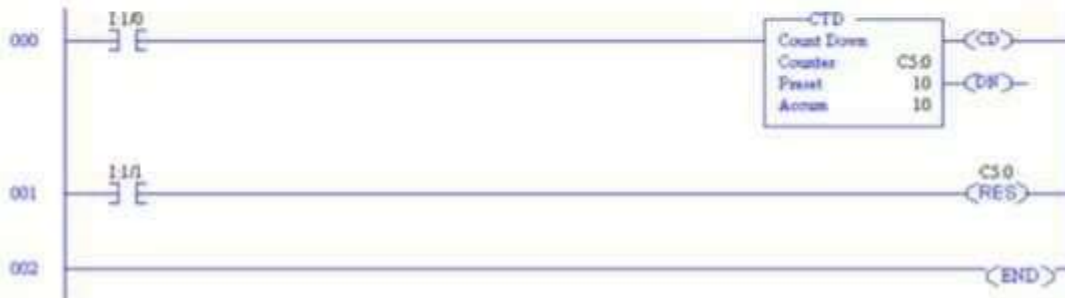 I:1/0
CTD
000
Count Down
(CD)
Counter C5:0
Preset 10
(DN)
Accum 10
I:1/1
C5:0
001
(RES)
002
(END)